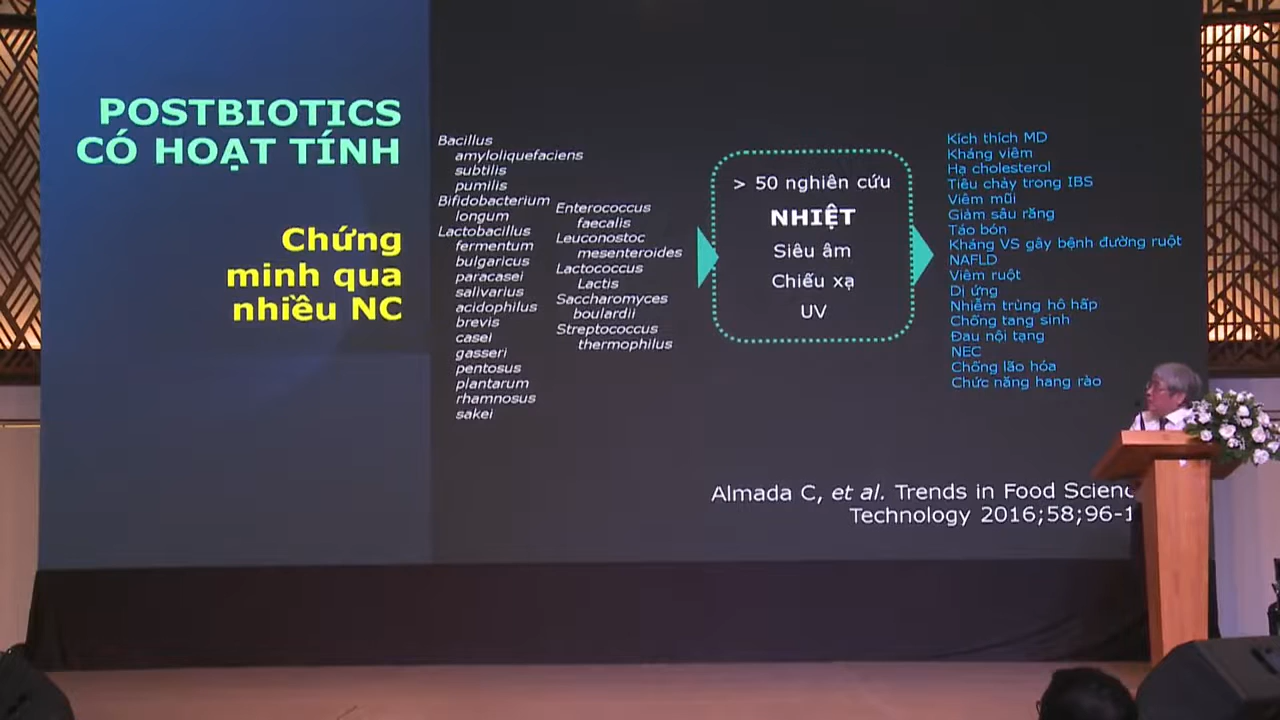 POSTBIOTICS
CÓ HOẠT TÍNH
Chứng
minh qua
nhiều NC
Bacillus
amyloliquefaciens
subtilis
pumilis
Bifidobacterium
longum
Lactobacillus
fermentum
bulgaricus
paracasei
salivarius
acidophilus
brevis
casei
gasseri
pentosus
plantarum
rhamnosus
sakei
Enterococcus
faecalis
Leuconostoc
mesenteroides
Lactococcus
Lactis
Saccharomyces
boulardii
Streptococcus
thermophilus
> 50 nghiên cứu
NHIỆT
Siêu âm
Chiếu xạ
UV
Kích thích MD
Kháng viêm
Hạ cholesterol
Tiêu chảy trong IBS
Viêm mũi
Giảm sâu răng
Táo bón
Kháng VS gây bệnh đường ruột
NAFLD
Viêm ruột
Dị ứng
Nhiễm trùng hô hấp
Chống tang sinh
Đau nội tạng
NEC
Chống lão hóa
Chức năng hang rào
Almada C, et al. Trends in Food Scienc
Technology 2016;58;96-1